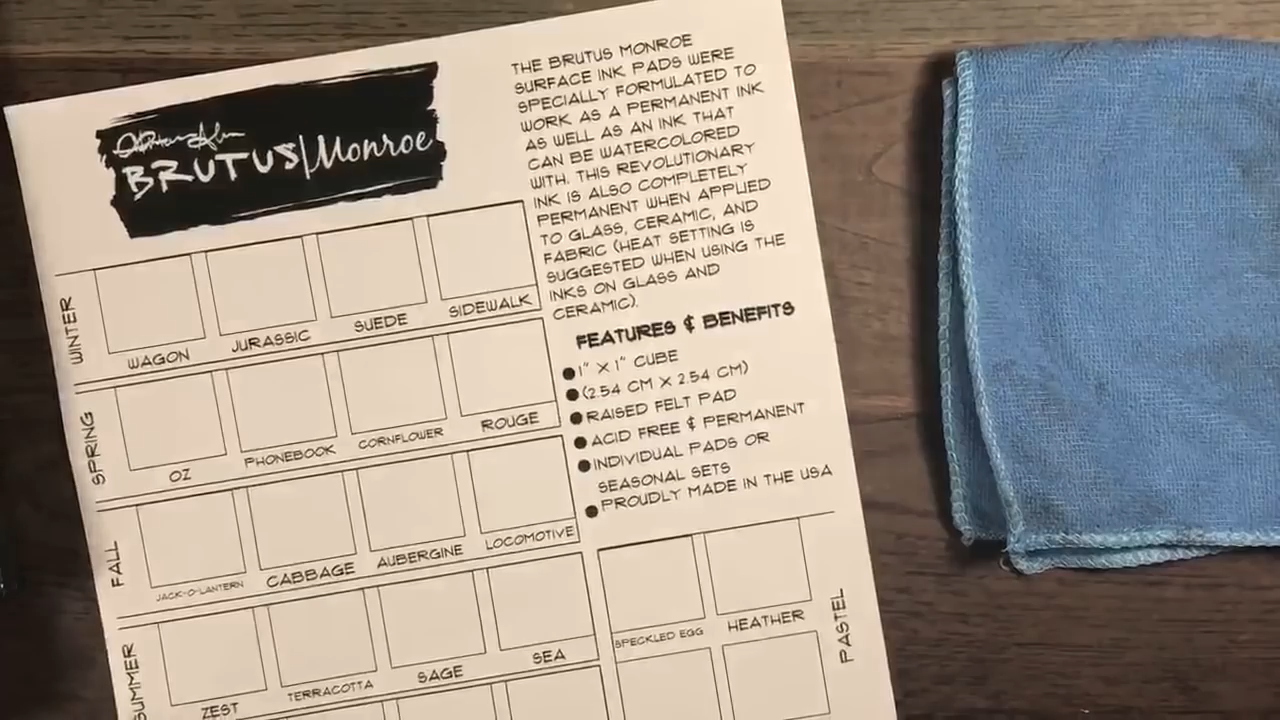 BRUTUS|Monroe
THE BRUTUS MONROE
SURFACE INK PADS WERE
SPECIALLY FORMULATED TO
WORK AS A PERMANENT INK
AS WELL AS AN INK THAT
CAN BE WATERCOLORED
WITH. THIS REVOLUTIONARY
INK IS ALSO COMPLETELY
PERMANENT WHEN APPLIED
TO GLASS, CERAMIC, AND
FABRIC (HEAT SETTING IS
SUGGESTED WHEN USING THE
INKS ON GLASS AND
CERAMIC).
FEATURES & BENEFITS
● 1" X 1" CUBE
● (2.54 CM X 2.54 CM)
● RAISED FELT PAD
● ACID FREE & PERMANENT
● INDIVIDUAL PADS OR
SEASONAL SETS
● PROUDLY MADE IN THE USA
WINTER
WAGON JURASSIC SUEDE SIDEWALK
SPRING
OZ PHONEBOOK CORNFLOWER ROUGE
FALL
JACK-O-LANTERN CABBAGE AUBERGINE LOCOMOTIVE
SUMMER
ZEST TERRACOTTA SAGE SEA
SPECKLED EGG HEATHER
PASTEL